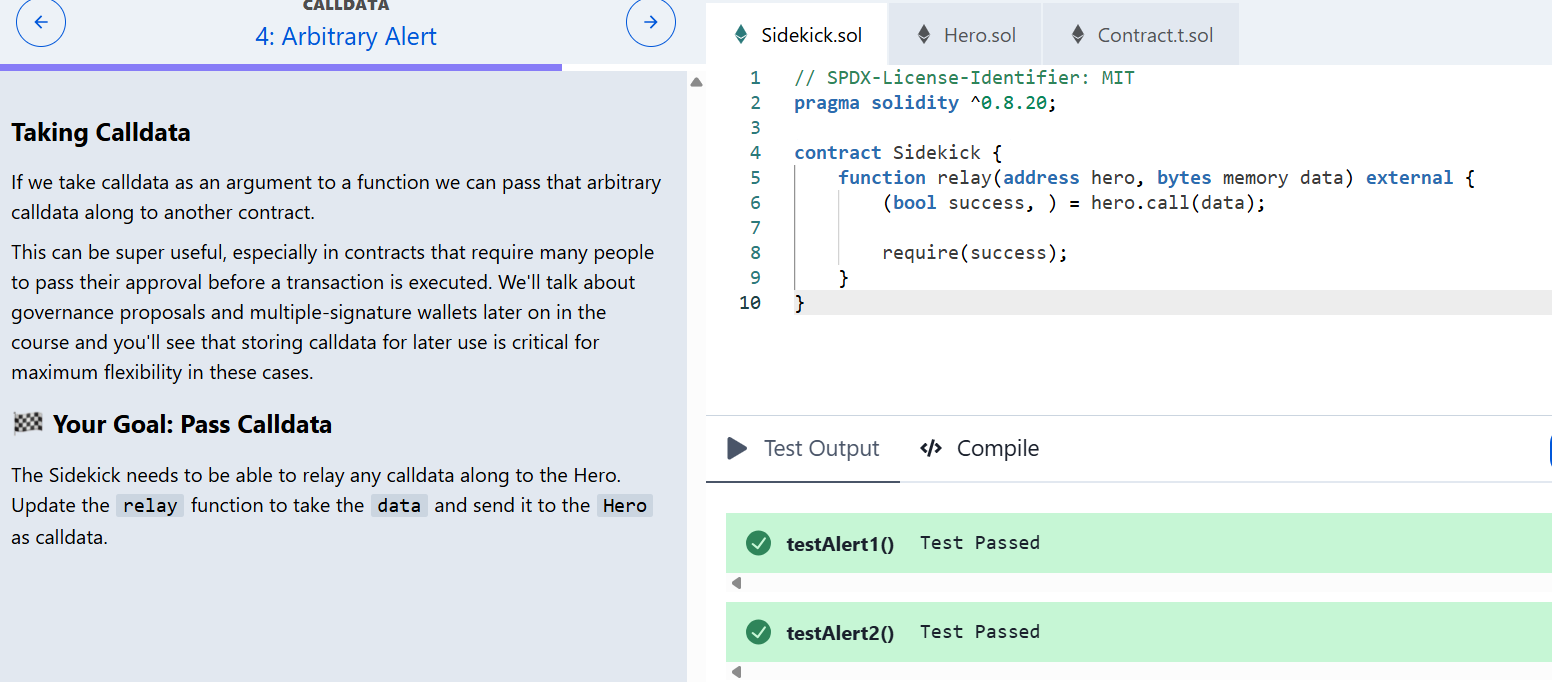 CALLDATA
4: Arbitrary Alert
Taking Calldata
If we take calldata as an argument to a function we can pass that arbitrary
calldata along to another contract.
This can be super useful, especially in contracts that require many people
to pass their approval before a transaction is executed. We'll talk about
governance proposals and multiple-signature wallets later on in the
course and you'll see that storing calldata for later use is critical for
maximum flexibility in these cases.
Your Goal: Pass Calldata
The Sidekick needs to be able to relay any calldata along to the Hero.
Update the relay function to take the data and send it to the Hero
as calldata.
Sidekick.sol Hero.sol Contract.t.sol
1 // SPDX-License-Identifier: MIT
2 pragma solidity ^0.8.20;
3
4 contract Sidekick {
5 function relay(address hero, bytes memory data) external {
6 (bool success, ) = hero.call(data);
7
8 require(success);
9 }
10 }
Test Output </> Compile
testAlert1() Test Passed
testAlert2() Test Passed